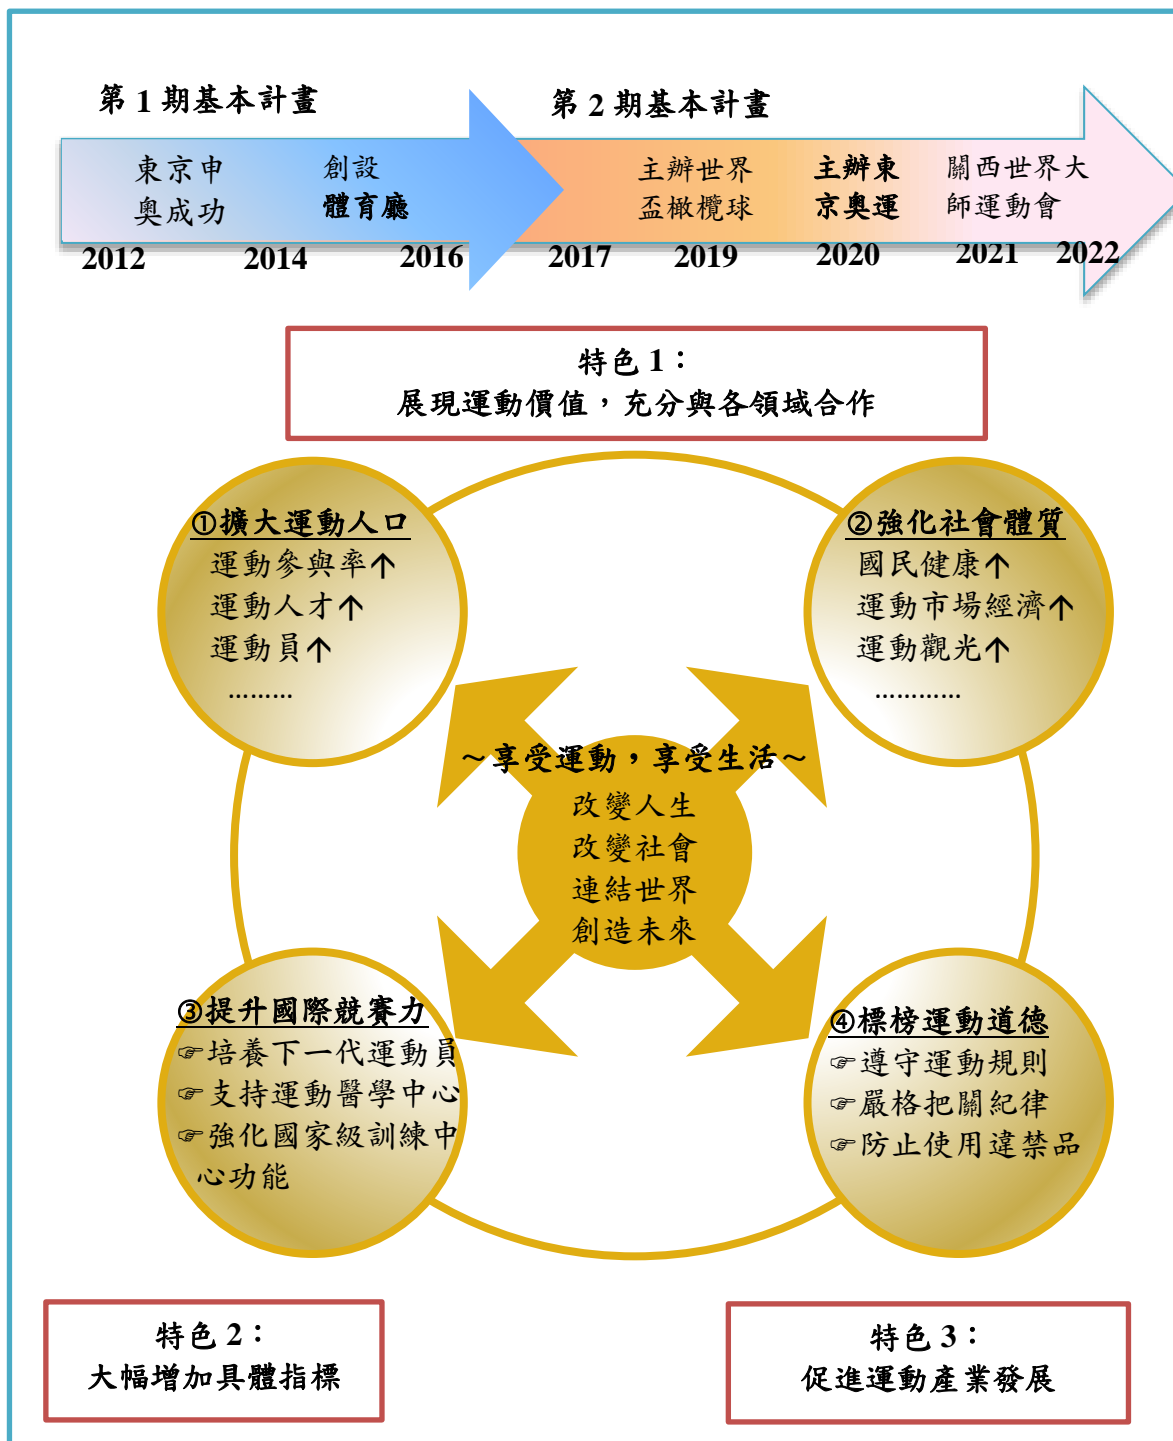 第 1 期基本計畫
第 2 期基本計畫
東京申
奧成功
創設
體育廳
主辦世界
盃橄欖球
主辦東
京奧運
關西世界大
師運動會
2012
2014
2016
2017
2019
2020
2021
2022
特色 1：
展現運動價值，充分與各領域合作
①擴大運動人口
運動參與率↑
運動人才↑
運動員↑
………
②強化社會體質
國民健康↑
運動市場經濟↑
運動觀光↑
…………
～享受運動，享受生活～
改變人生
改變社會
連結世界
創造未來
③提升國際競賽力
☞培養下一代運動員
☞支持運動醫學中心
☞強化國家級訓練中
心功能
④標榜運動道德
☞遵守運動規則
☞嚴格把關紀律
☞防止使用違禁品
特色 2：
大幅增加具體指標
特色 3：
促進運動產業發展